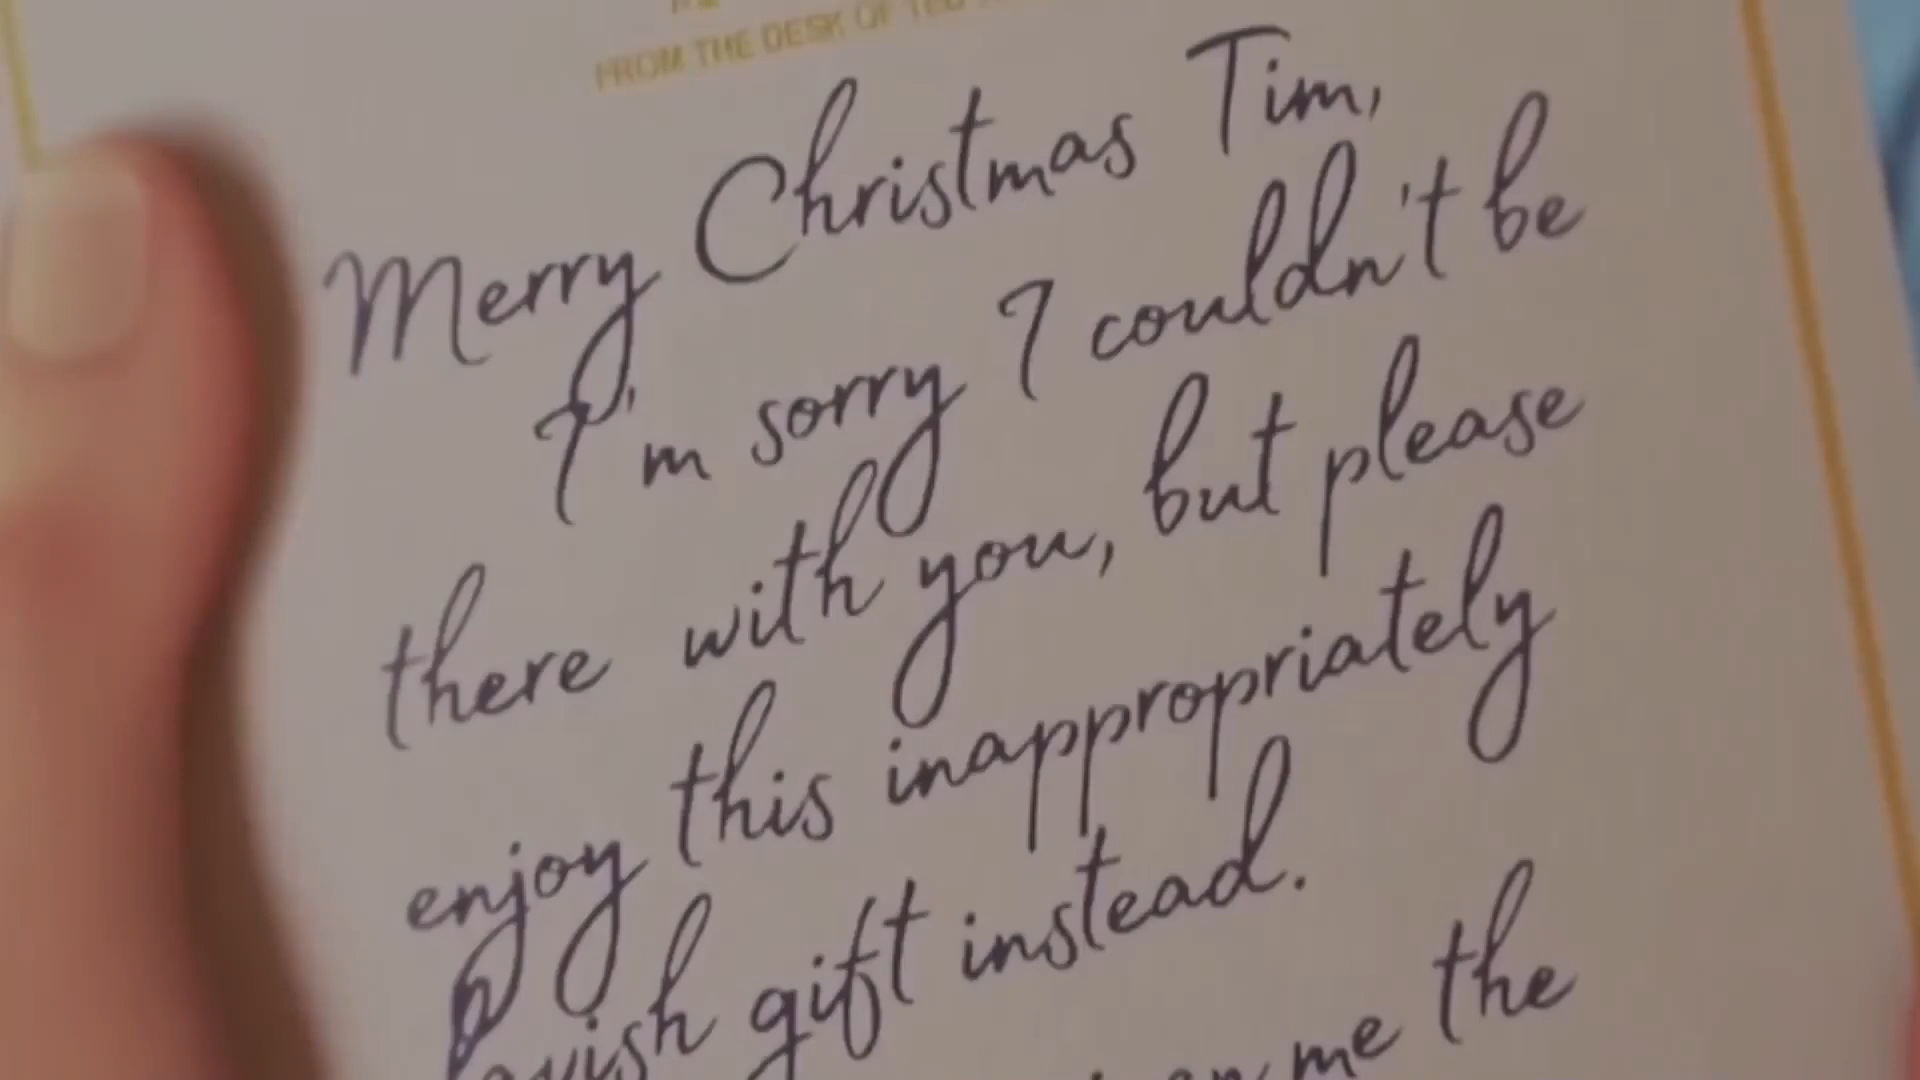 FROM THE DESK OF TED
Merry Christmas Tim,
I'm sorry I couldn't be
there with you, but please
enjoy this inappropriately
lavish gift instead.
me the